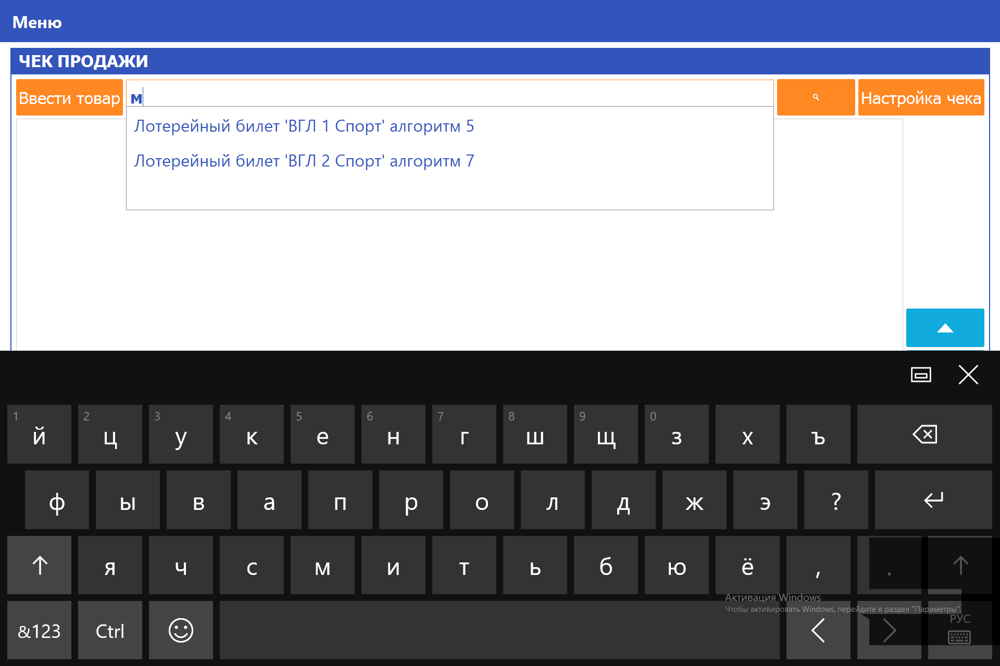 Меню
ЧЕК ПРОДАЖИ
Ввести товар м Настройка чека
Лотерейный билет 'ВГЛ 1 Спорт' алгоритм 5
Лотерейный билет 'ВГЛ 2 Спорт' алгоритм 7
1 2 3 4 5 6 7 8 9 0
й ц у к е н г ш щ з х ъ
ф ы в а п р о л д ж э ?
я ч с м и т ь б ю ё , .
Активация Windows
Чтобы активировать Windows, перейдите в раздел "Параметры".
&123 Ctrl РУС